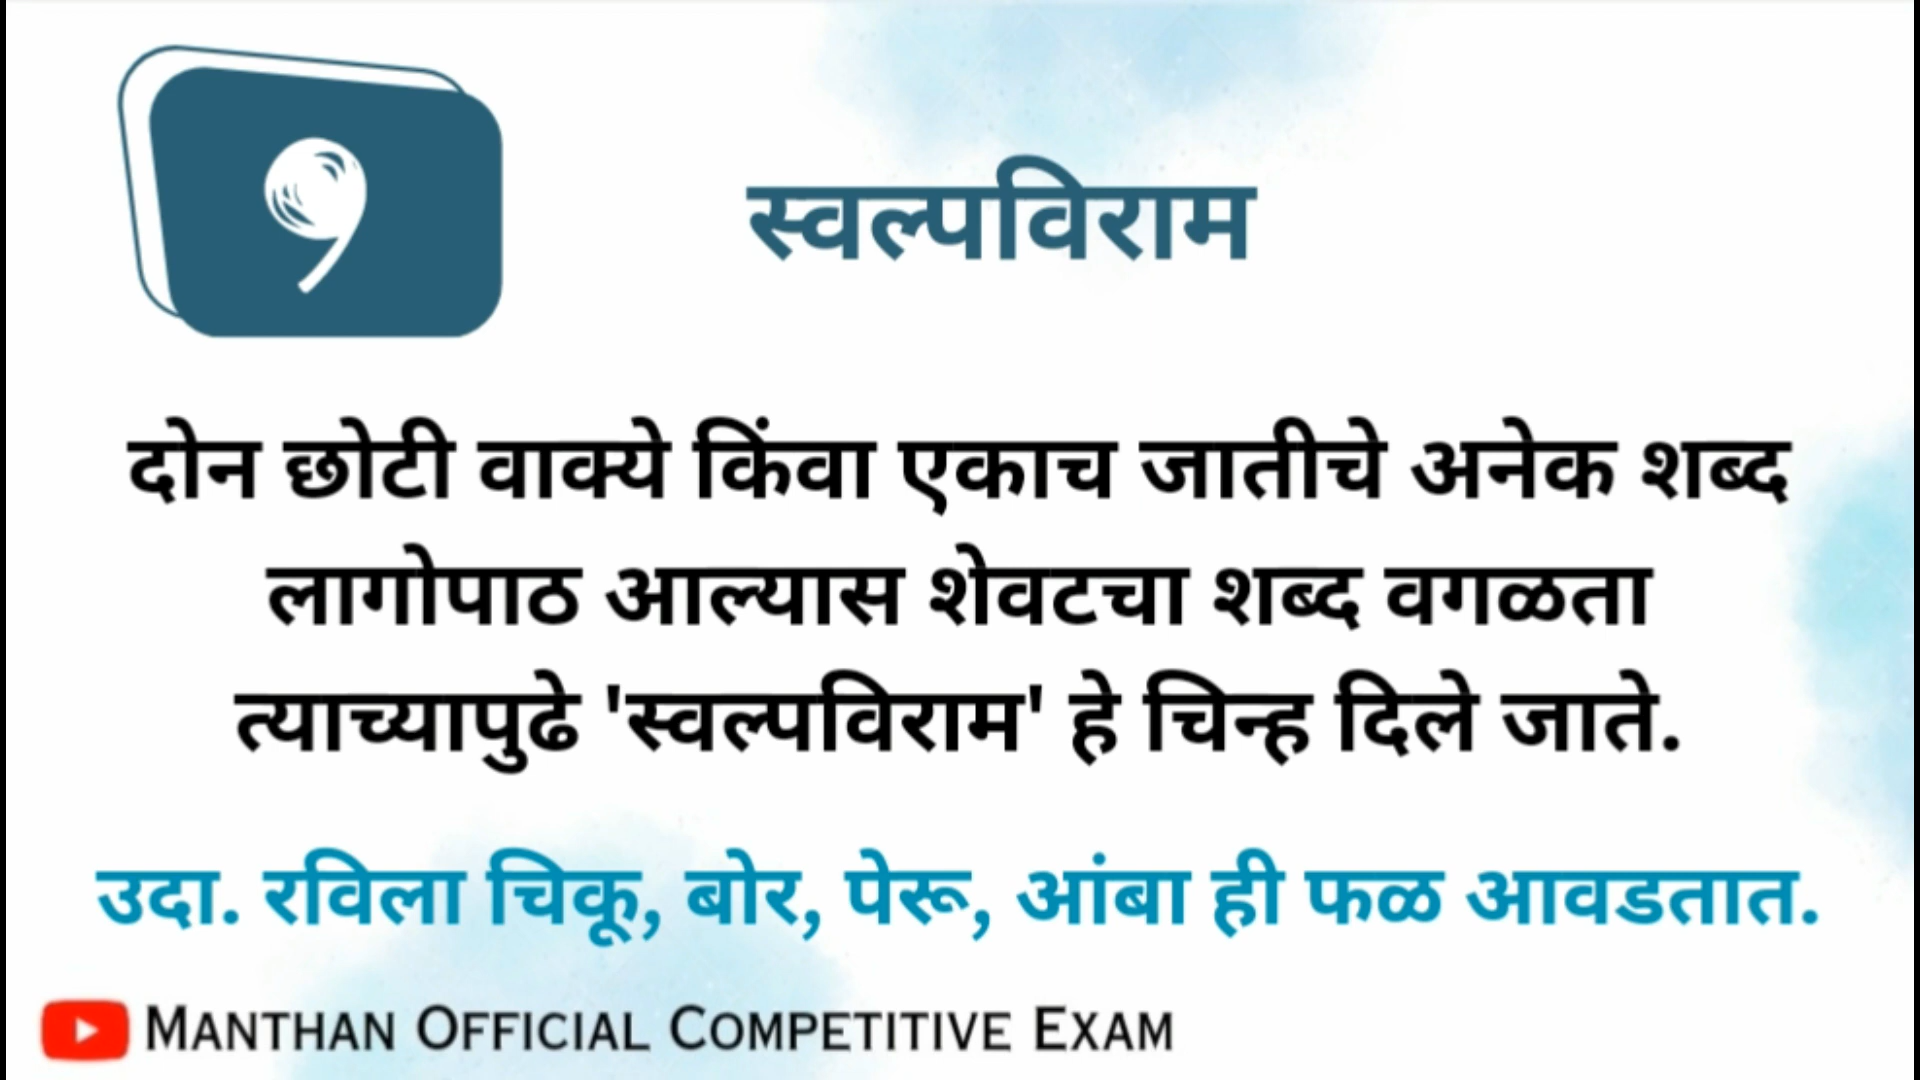 ,
स्वल्पविराम
दोन छोटी वाक्ये किंवा एकाच जातीचे अनेक शब्द
लागोपाठ आल्यास शेवटचा शब्द वगळता
त्याच्यापुढे 'स्वल्पविराम' हे चिन्ह दिले जाते.
उदा. रविला चिकू, बोर, पेरू, आंबा ही फळ आवडतात.
MANTHAN OFFICIAL COMPETITIVE EXAM